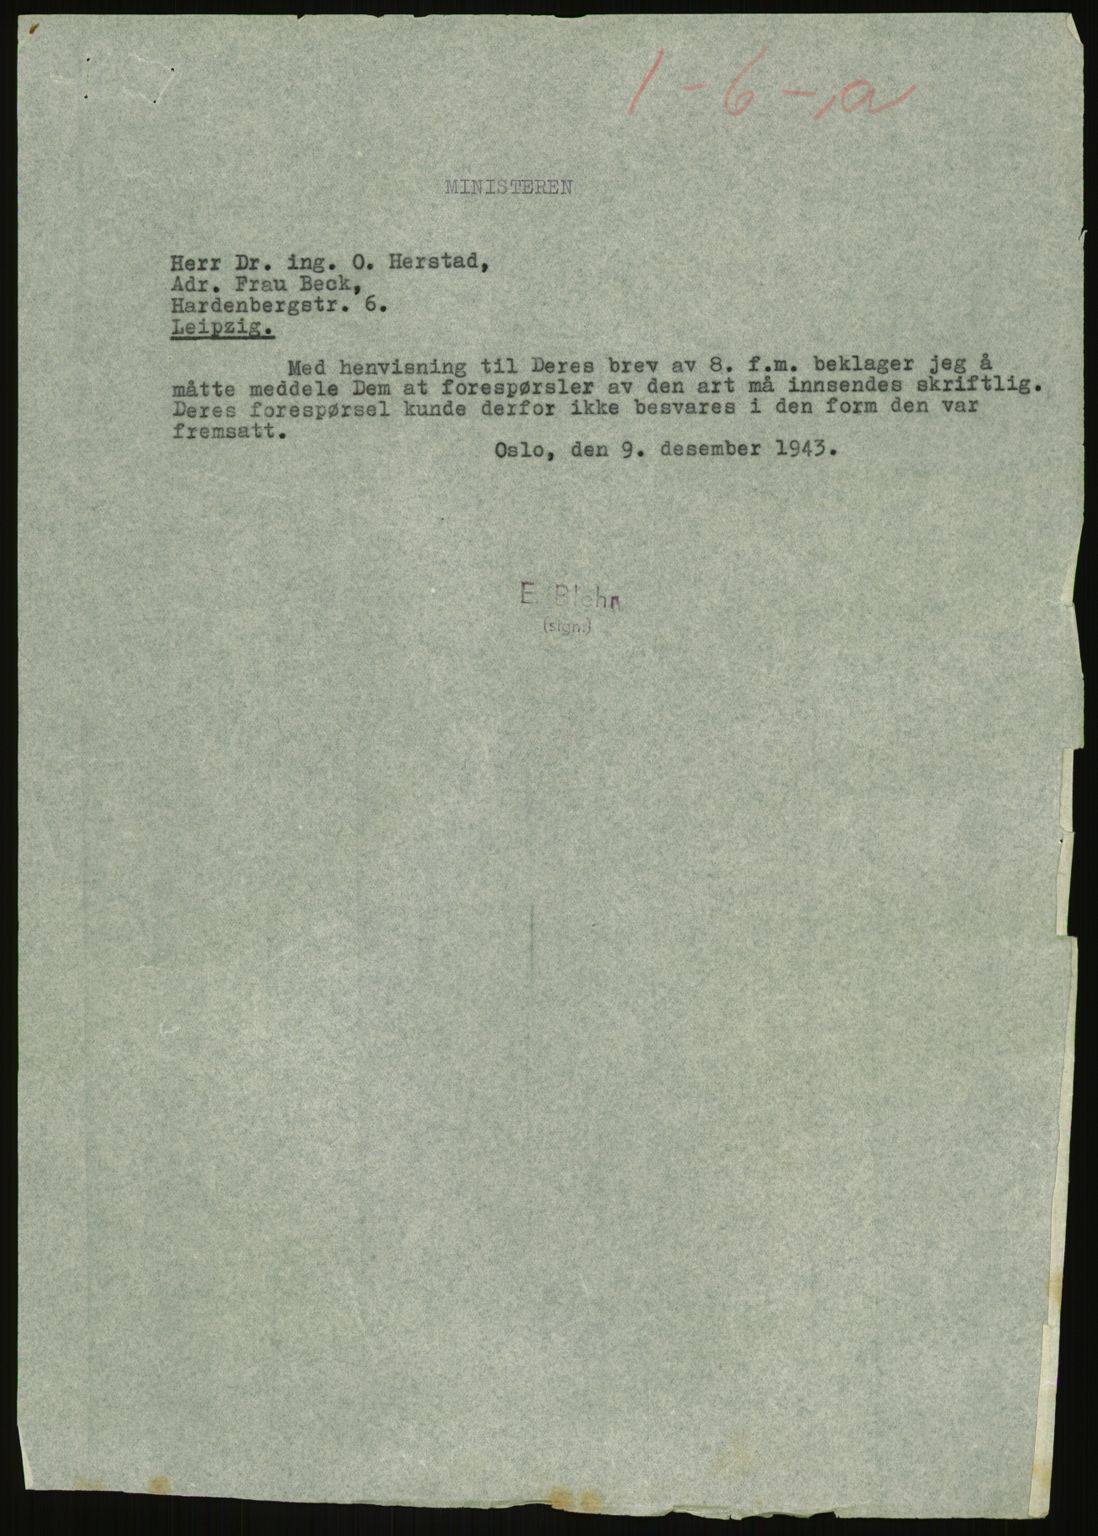 1-6-a
MINISTEREN
Herr Dr. ing. O. Herstad,
Adr. Frau Beck,
Hardenbergstr. 6.
Leipzig.
Med henvisning til Deres brev av 8. f.m. beklager jeg å
måtte meddele Dem at forespørsler av den art må innsendes skriftlig.
Deres forespørsel kunde derfor ikke besvares i den form den var
fremsatt.
Oslo, den 9. desember 1943.
E Blehr
(sign.)